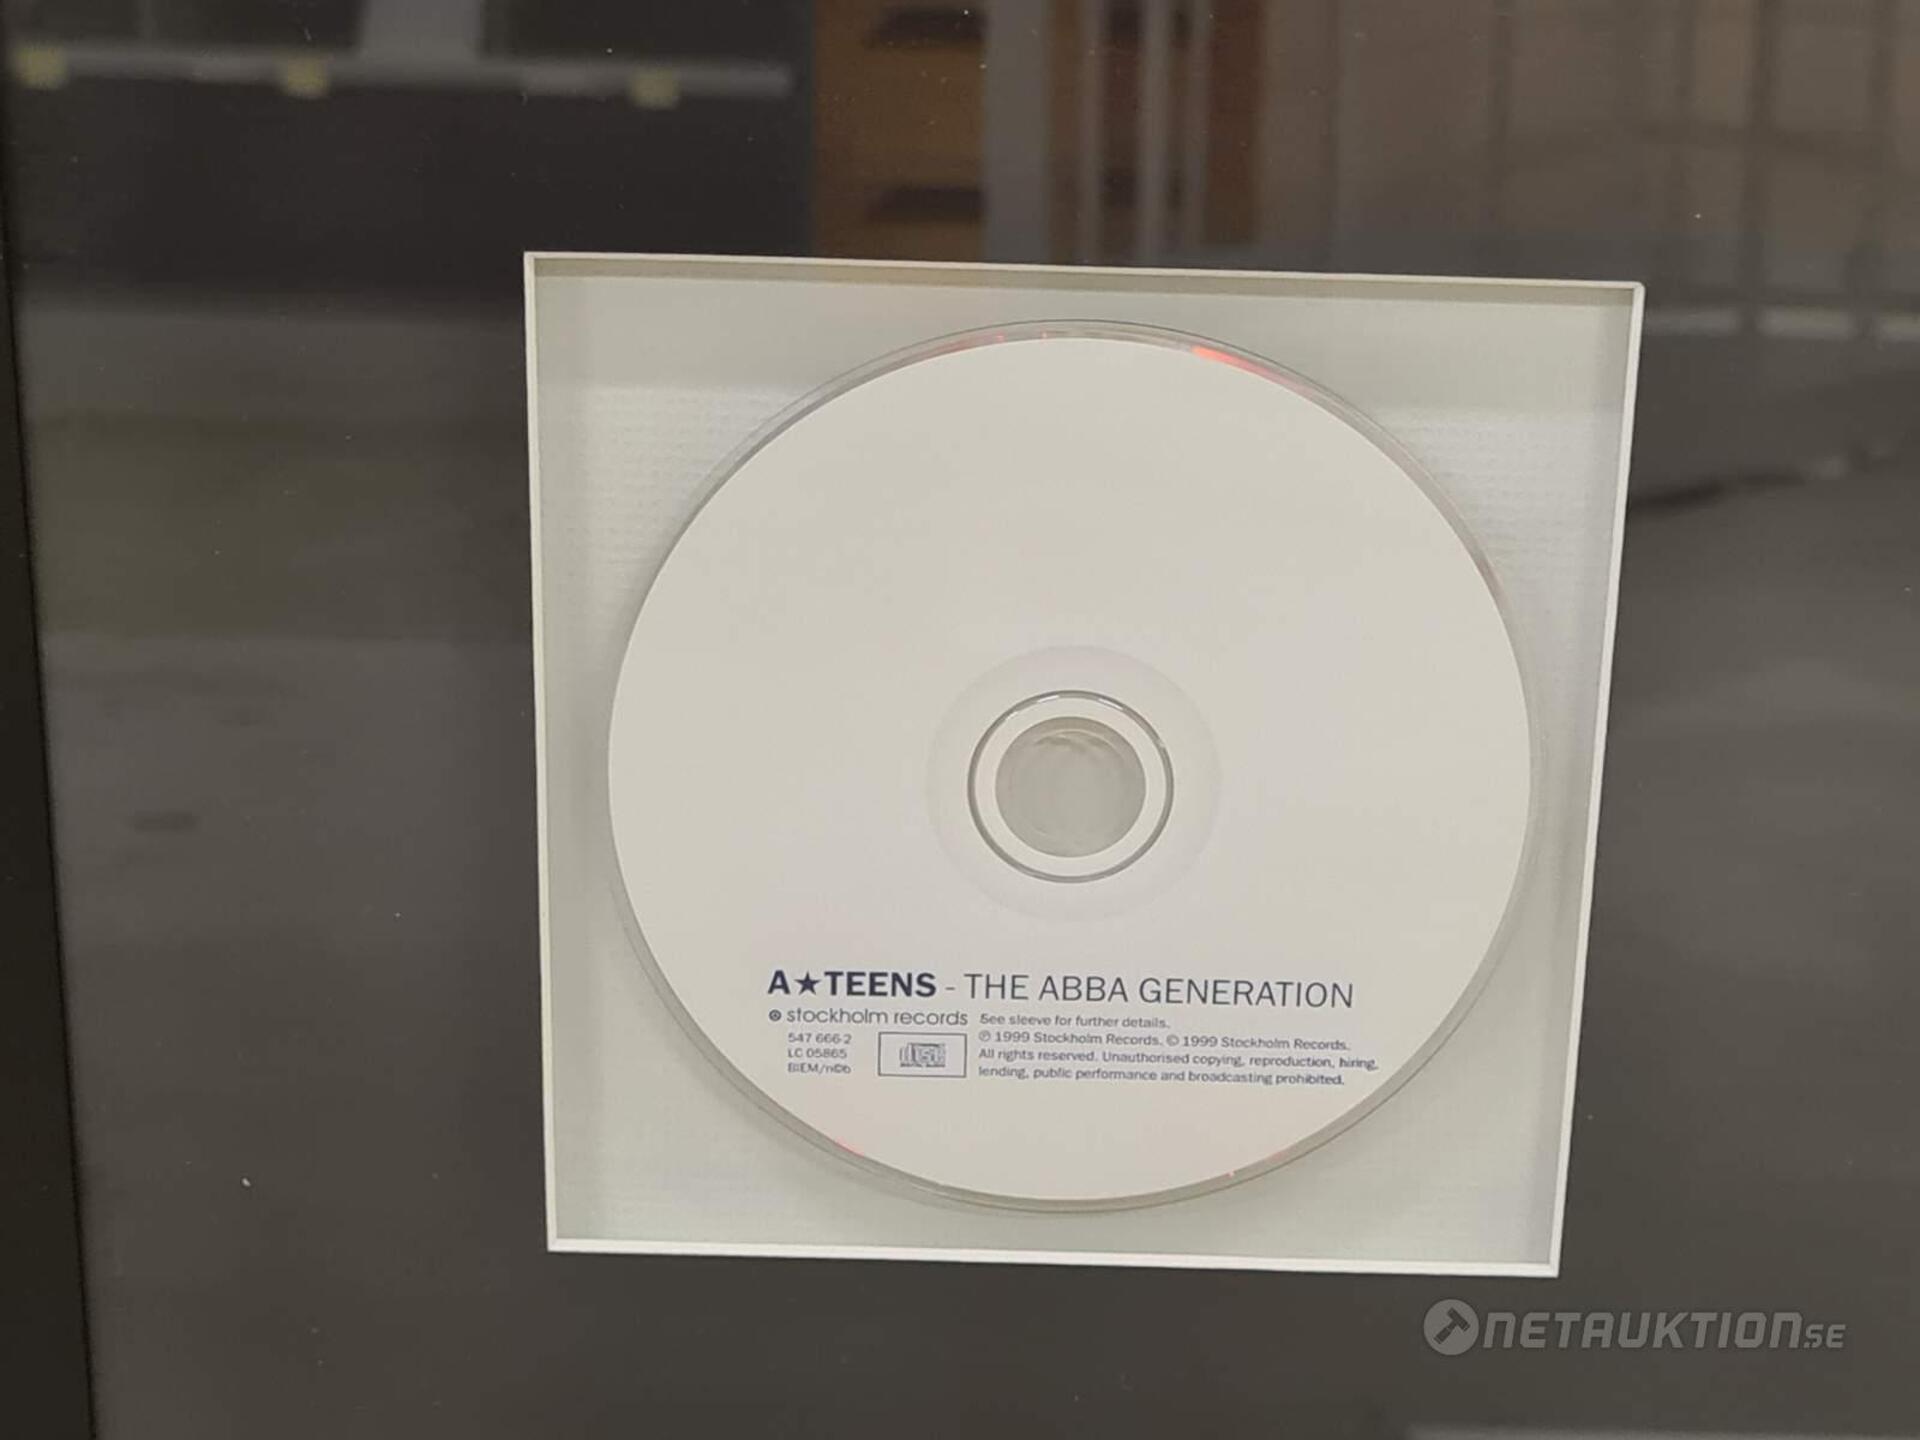 A★TEENS - THE ABBA GENERATION
stockholm records See sleeve for further details.
547 666-2
LC 05865
BIEM/n©b
℗ 1999 Stockholm Records. © 1999 Stockholm Records.
All rights reserved. Unauthorised copying, reproduction, hiring,
lending, public performance and broadcasting prohibited.
NETAUKTION.SE